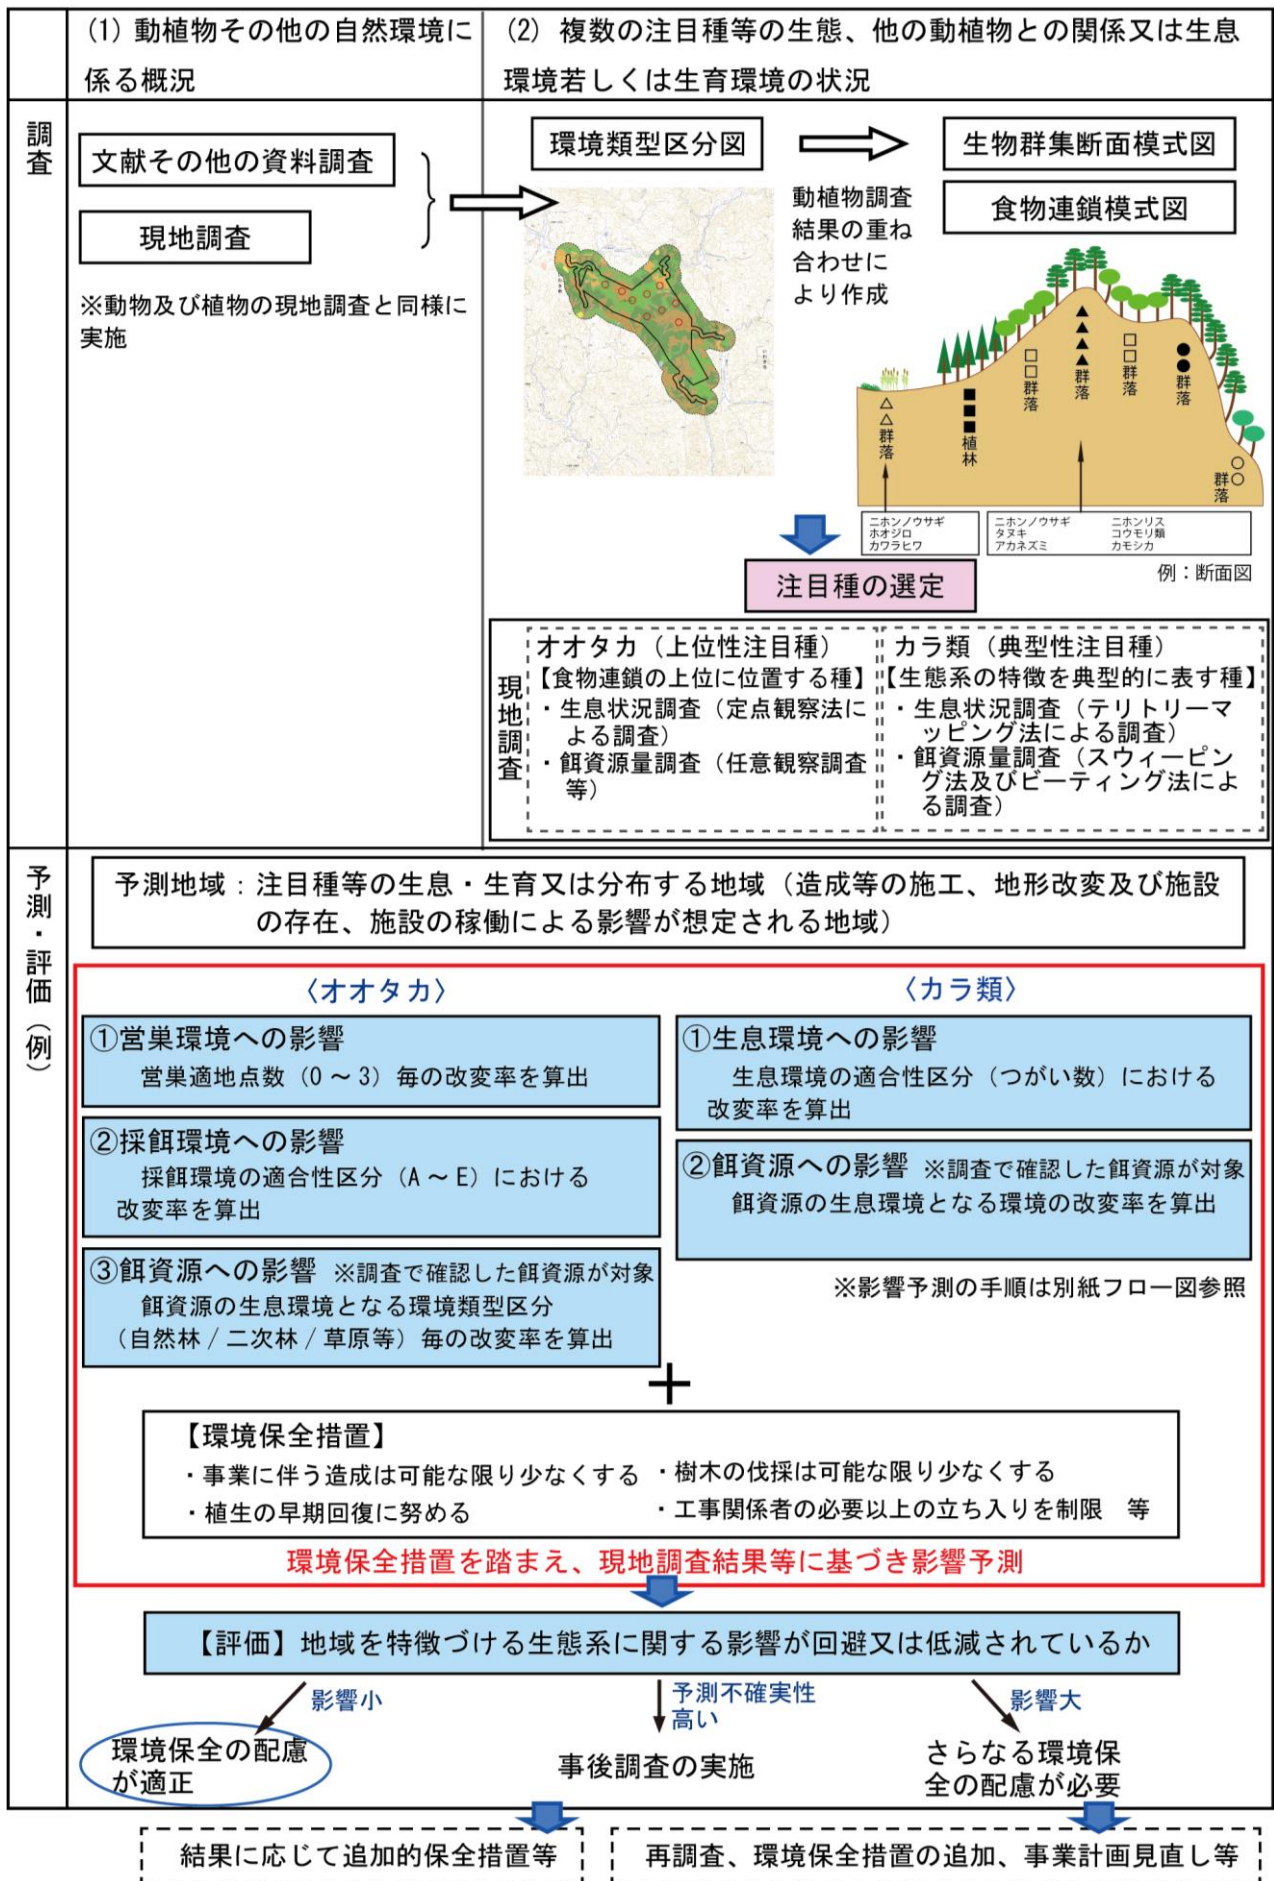 (1) 動植物その他の自然環境に
係る概況
(2) 複数の注目種等の生態、他の動植物との関係又は生息
環境若しくは生育環境の状況
調査
文献その他の資料調査
現地調査
※動物及び植物の現地調査と同様に
実施
環境類型区分図
生物群集断面模式図
食物連鎖模式図
動植物調査
結果の重ね
合わせに
より作成
△△群落
■■■植林
□□群落
▲▲▲▲群落
□□群落
●●群落
○○群落
ニホンノウサギ
ホオジロ
カワラヒワ
ニホンノウサギ
タヌキ
アカネズミ
ニホンリス
コウモリ類
カモシカ
例：断面図
注目種の選定
現地調査
オオタカ（上位性注目種）
【食物連鎖の上位に位置する種】
・生息状況調査（定点観察法に
よる調査）
・餌資源量調査（任意観察調査
等）
カラ類（典型性注目種）
【生態系の特徴を典型的に表す種】
・生息状況調査（テリトリーマ
ッピング法による調査）
・餌資源量調査（スウィーピン
グ法及びビーティング法によ
る調査）
予測・評価（例）
予測地域：注目種等の生息・生育又は分布する地域（造成等の施工、地形改変及び施設
の存在、施設の稼働による影響が想定される地域）
〈オオタカ〉
①営巣環境への影響
営巣適地点数（0～3）毎の改変率を算出
②採餌環境への影響
採餌環境の適合性区分（A～E）における
改変率を算出
③餌資源への影響 ※調査で確認した餌資源が対象
餌資源の生息環境となる環境類型区分
（自然林/二次林/草原等）毎の改変率を算出
〈カラ類〉
①生息環境への影響
生息環境の適合性区分（つがい数）における
改変率を算出
②餌資源への影響 ※調査で確認した餌資源が対象
餌資源の生息環境となる環境の改変率を算出
※影響予測の手順は別紙フロー図参照
＋
【環境保全措置】
・事業に伴う造成は可能な限り少なくする ・樹木の伐採は可能な限り少なくする
・植生の早期回復に努める ・工事関係者の必要以上の立ち入りを制限 等
環境保全措置を踏まえ、現地調査結果等に基づき影響予測
【評価】地域を特徴づける生態系に関する影響が回避又は低減されているか
影響小
予測不確実性
高い
影響大
環境保全の配慮
が適正
事後調査の実施
さらなる環境保
全の配慮が必要
結果に応じて追加的保全措置等
再調査、環境保全措置の追加、事業計画見直し等